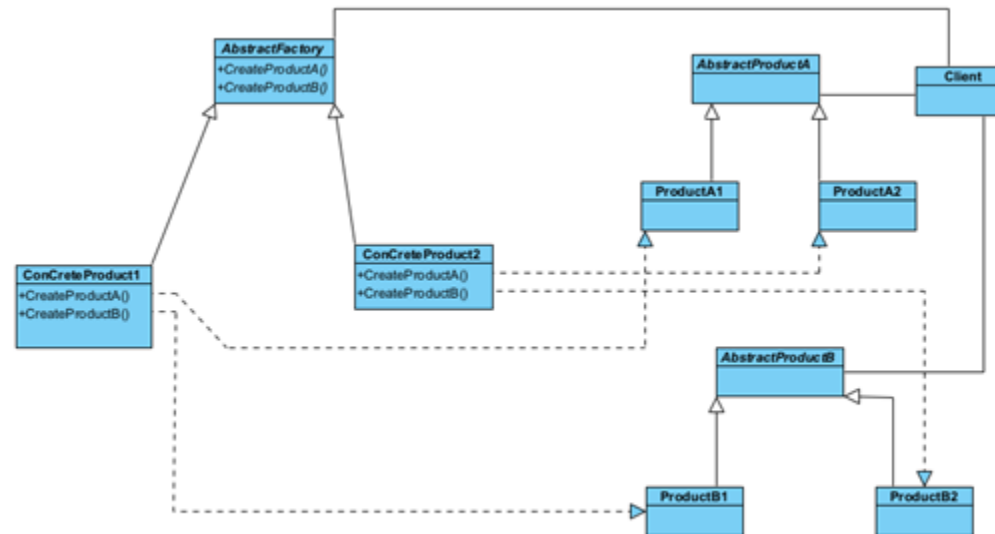 AbstractFactory
+CreateProductA()
+CreateProductB()
AbstractProductA
Client
ProductA1
ProductA2
ConCreteProduct2
+CreateProductA()
+CreateProductB()
ConCreteProduct1
+CreateProductA()
+CreateProductB()
AbstractProductB
ProductB1
ProductB2